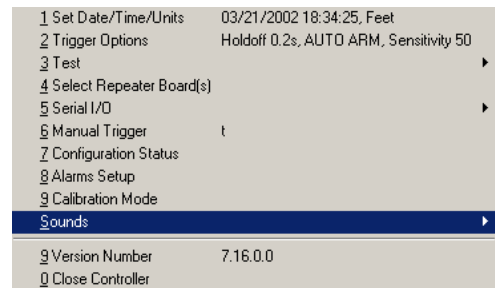 1 Set Date/Time/Units 03/21/2002 18:34:25, Feet
2 Trigger Options Holdoff 0.2s, AUTO ARM, Sensitivity 50
3 Test
4 Select Repeater Board(s)
5 Serial I/O
6 Manual Trigger t
7 Configuration Status
8 Alarms Setup
9 Calibration Mode
Sounds
9 Version Number 7.16.0.0
0 Close Controller